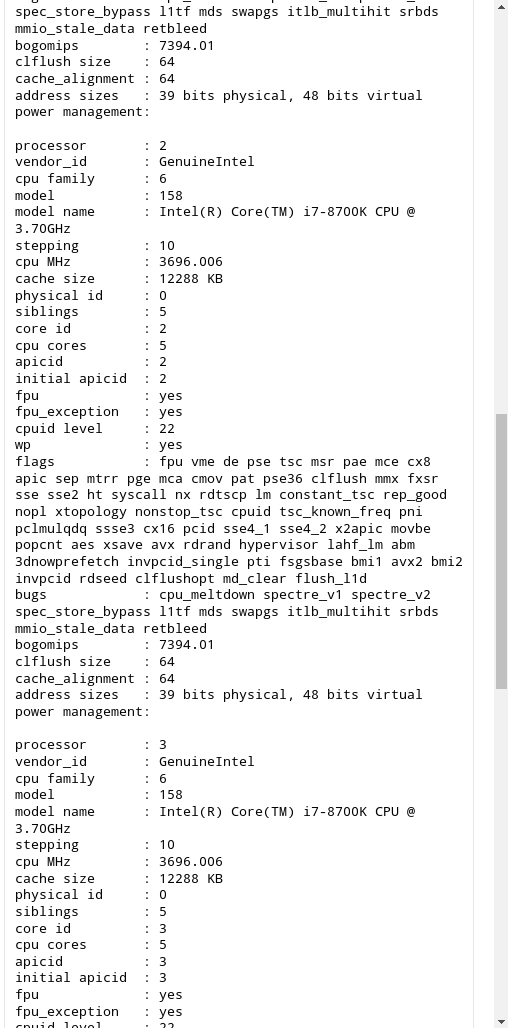 spec_store_bypass l1tf mds swapgs itlb_multihit srbds
mmio_stale_data retbleed
bogomips : 7394.01
clflush size : 64
cache_alignment : 64
address sizes : 39 bits physical, 48 bits virtual
power management:
processor : 2
vendor_id : GenuineIntel
cpu family : 6
model : 158
model name : Intel(R) Core(TM) i7-8700K CPU @
3.70GHz
stepping : 10
cpu MHz : 3696.006
cache size : 12288 KB
physical id : 0
siblings : 5
core id : 2
cpu cores : 5
apicid : 2
initial apicid : 2
fpu : yes
fpu_exception : yes
cpuid level : 22
wp : yes
flags : fpu vme de pse tsc msr pae mce cx8
apic sep mtrr pge mca cmov pat pse36 clflush mmx fxsr
sse sse2 ht syscall nx rdtscp lm constant_tsc rep_good
nopl xtopology nonstop_tsc cpuid tsc_known_freq pni
pclmulqdq ssse3 cx16 pcid sse4_1 sse4_2 x2apic movbe
popcnt aes xsave avx rdrand hypervisor lahf_lm abm
3dnowprefetch invpcid_single pti fsgsbase bmi1 avx2 bmi2
invpcid rdseed clflushopt md_clear flush_l1d
bugs : cpu_meltdown spectre_v1 spectre_v2
spec_store_bypass l1tf mds swapgs itlb_multihit srbds
mmio_stale_data retbleed
bogomips : 7394.01
clflush size : 64
cache_alignment : 64
address sizes : 39 bits physical, 48 bits virtual
power management:
processor : 3
vendor_id : GenuineIntel
cpu family : 6
model : 158
model name : Intel(R) Core(TM) i7-8700K CPU @
3.70GHz
stepping : 10
cpu MHz : 3696.006
cache size : 12288 KB
physical id : 0
siblings : 5
core id : 3
cpu cores : 5
apicid : 3
initial apicid : 3
fpu : yes
fpu_exception : yes
cpuid level : 22